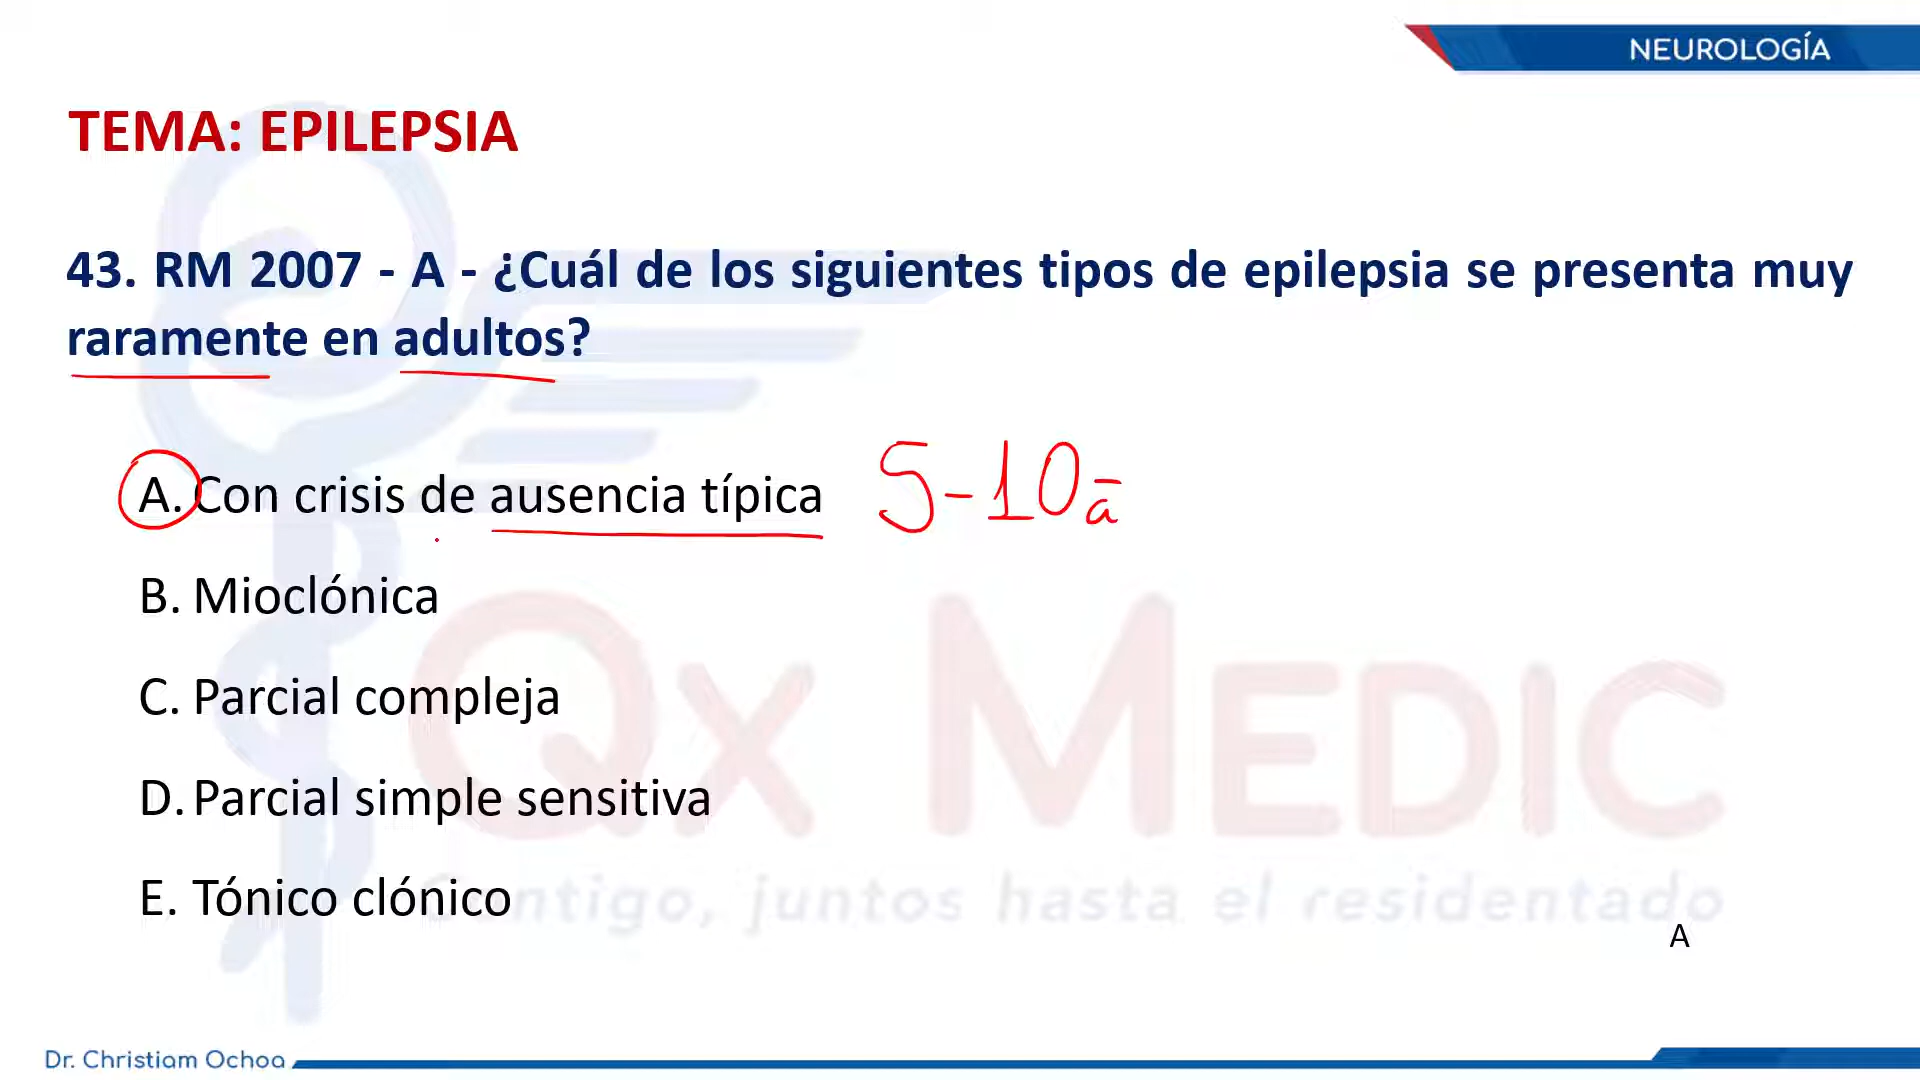 NEUROLOGÍA
TEMA: EPILEPSIA
43. RM 2007 - A - ¿Cuál de los siguientes tipos de epilepsia se presenta muy
raramente en adultos?
A. Con crisis de ausencia típica 5-10 a
B. Mioclónica
C. Parcial compleja
D. Parcial simple sensitiva
E. Tónico clónico
QX MEDIC
Contigo, juntos hasta el residentado
A
Dr. Christiam Ochoa